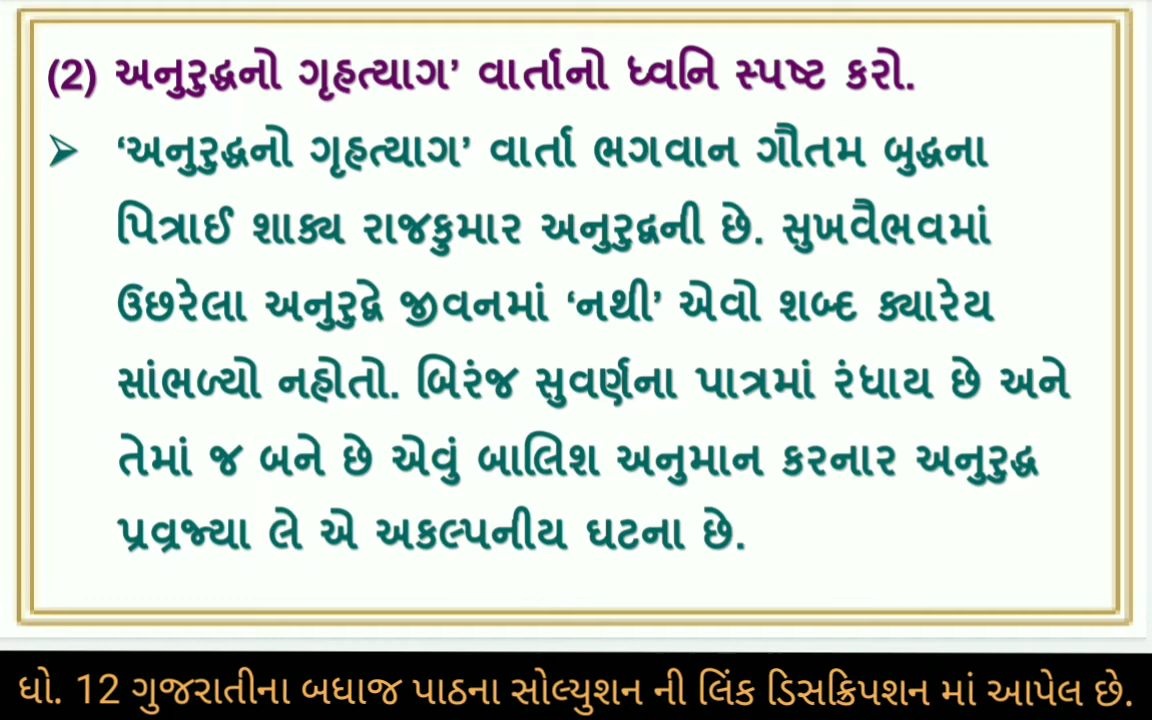 (2) અનુરુદ્ધનો ગૃહત્યાગ’ વાર્તાનો ધ્વનિ સ્પષ્ટ કરો.
➢ ‘અનુરુદ્ધનો ગૃહત્યાગ’ વાર્તા ભગવાન ગૌતમ બુદ્ધના
પિત્રાઈ શાક્ય રાજકુમાર અનુરુદ્ધની છે. સુખવૈભવમાં
ઉછરેલા અનુરુદ્ધે જીવનમાં ‘નથી’ એવો શબ્દ ક્યારેય
સાંભળ્યો નહોતો. બિરંજ સુવર્ણના પાત્રમાં રંધાય છે અને
તેમાં જ બને છે એવું બાલિશ અનુમાન કરનાર અનુરુદ્ધ
પ્રવ્રજ્યા લે એ અકલ્પનીય ઘટના છે.
ધો. 12 ગુજરાતીના બધાજ પાઠના સોલ્યુશન ની લિંક ડિસક્રિપશન માં આપેલ છે.